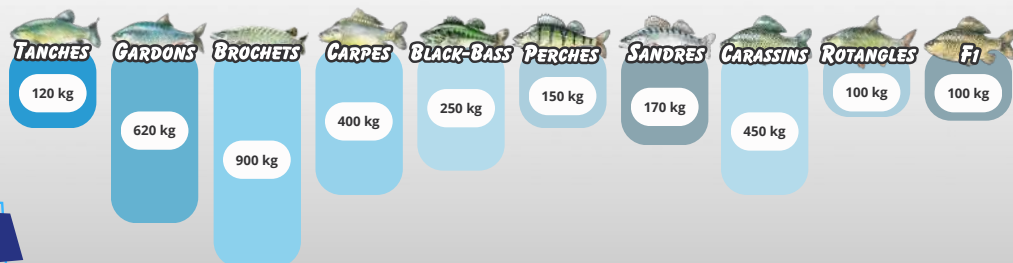 TANCHES GARDONS BROCHETS CARPES BLACK-BASS PERCHES SANDRES CARASSINS ROTANGLES F1
120 kg 620 kg 900 kg 400 kg 250 kg 150 kg 170 kg 450 kg 100 kg 100 kg